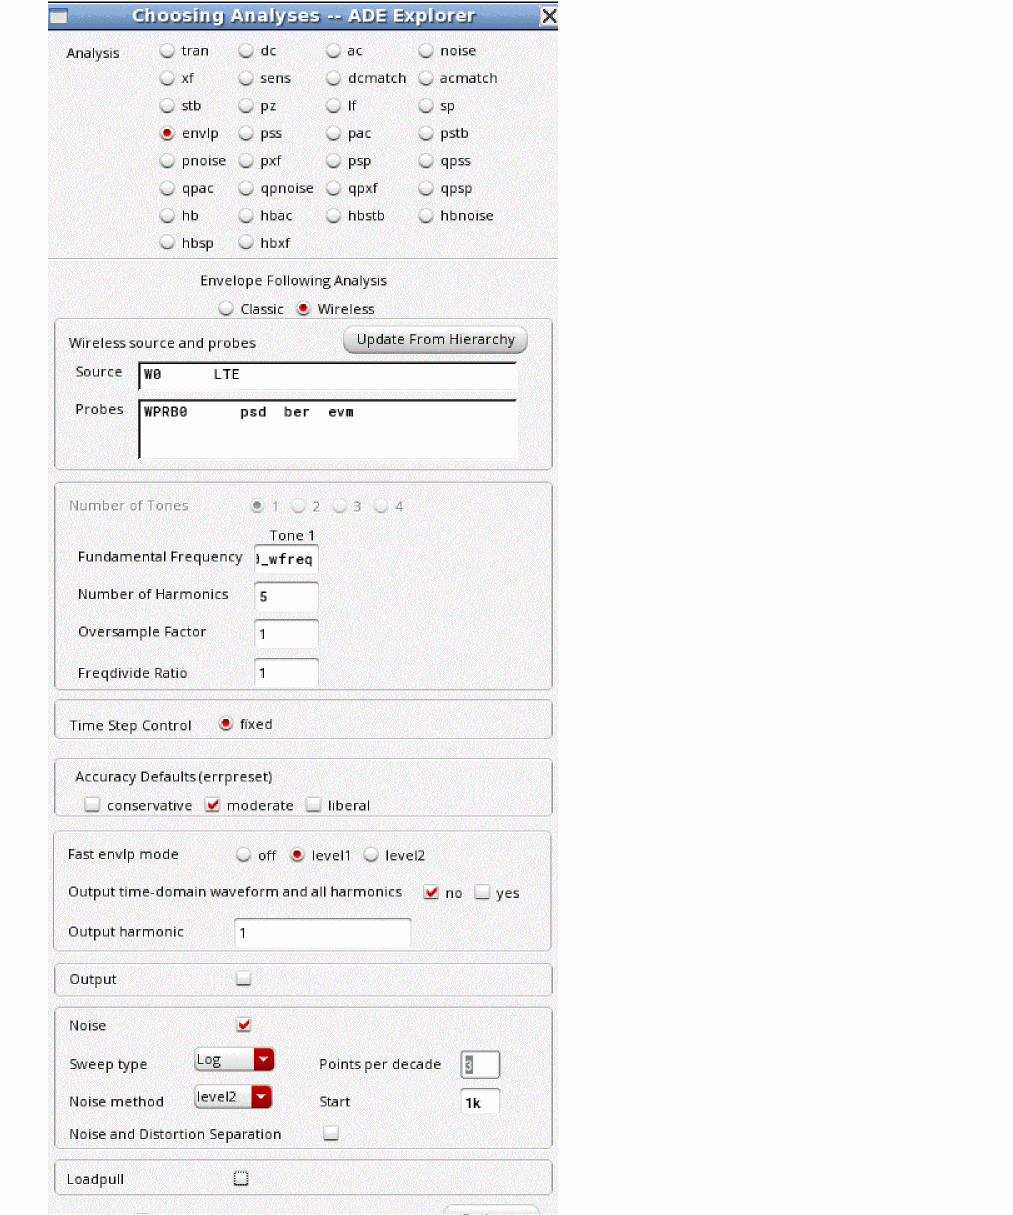 Choosing Analyses -- ADE Explorer
Analysis tran dc ac noise
xf sens dcmatch acmatch
stb pz lf sp
envlp pss pac pstb
pnoise pxf psp qpss
qpac qpnoise qpxf qpsp
hb hbac hbstb hbnoise
hbsp hbxf
Envelope Following Analysis
Classic Wireless
Wireless source and probes Update From Hierarchy
Source W0 LTE
Probes WPRB0 psd ber evm
Number of Tones 1 2 3 4
Tone 1
Fundamental Frequency _wfreq
Number of Harmonics 5
Oversample Factor 1
Freqdivide Ratio 1
Time Step Control fixed
Accuracy Defaults (errpreset)
conservative moderate liberal
Fast envlp mode off level1 level2
Output time-domain waveform and all harmonics no yes
Output harmonic 1
Output
Noise
Sweep type Log Points per decade 3
Noise method level2 Start 1k
Noise and Distortion Separation
Loadpull